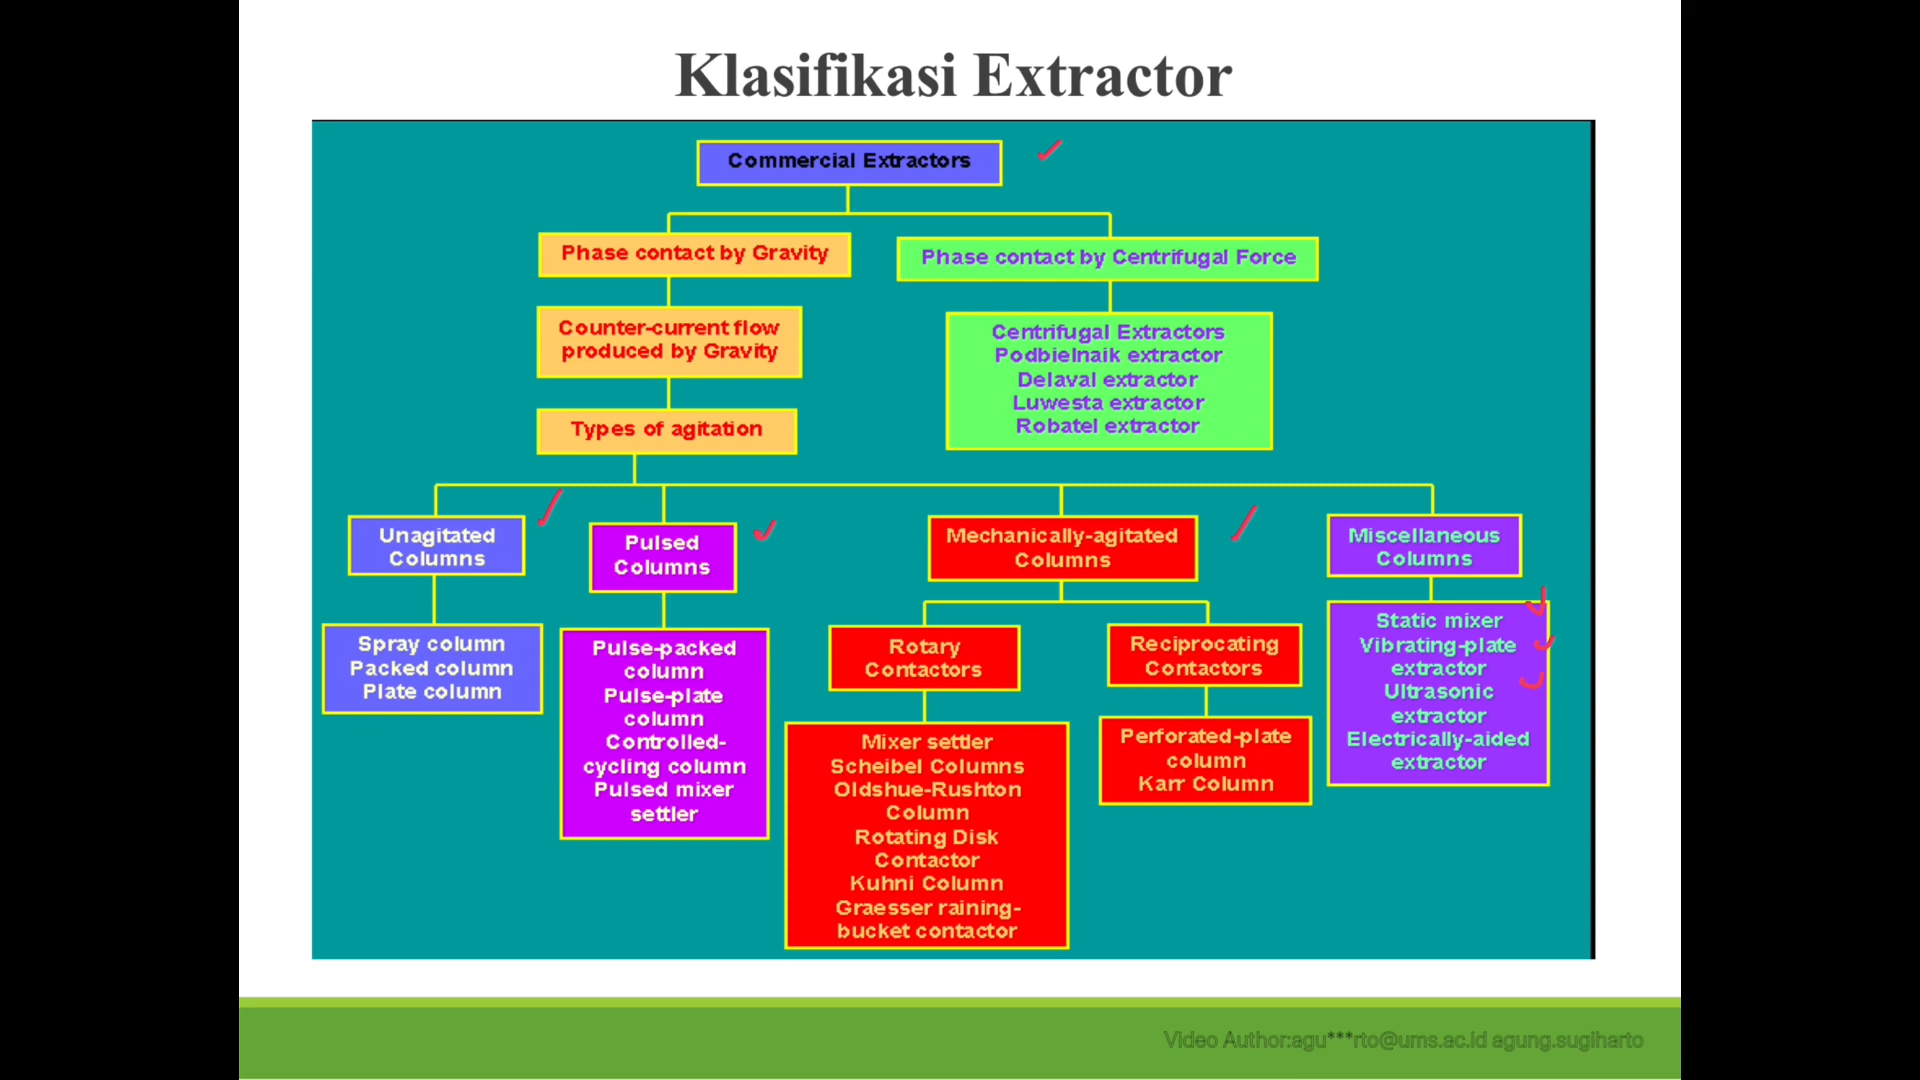 Klasifikasi Extractor
Commercial Extractors
Phase contact by Gravity
Phase contact by Centrifugal Force
Counter-current flow
produced by Gravity
Centrifugal Extractors
Podbielnaik extractor
Delaval extractor
Luwesta extractor
Robatel extractor
Types of agitation
Unagitated
Columns
Pulsed
Columns
Mechanically-agitated
Columns
Miscellaneous
Columns
Spray column
Packed column
Plate column
Pulse-packed
column
Pulse-plate
column
Controlled-
cycling column
Pulsed mixer
settler
Rotary
Contactors
Reciprocating
Contactors
Mixer settler
Scheibel Columns
Oldshue-Rushton
Column
Rotating Disk
Contactor
Kuhni Column
Graesser raining-
bucket contactor
Perforated-plate
column
Karr Column
Static mixer
Vibrating-plate
extractor
Ultrasonic
extractor
Electrically-aided
extractor
Video Author:agu***rto@ums.ac.id agung.sugiharto